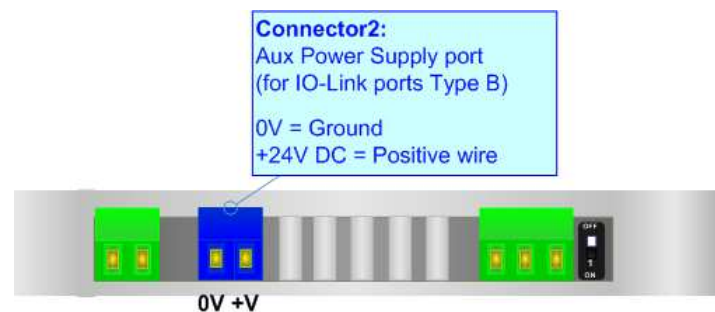 Connector2:
Aux Power Supply port
(for IO-Link ports Type B)
0V = Ground
+24V DC = Positive wire
OFF
1
ON
0V +V